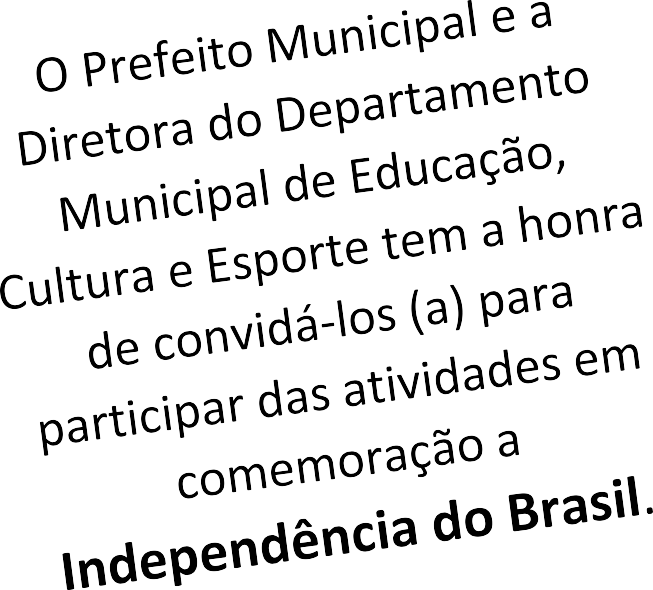 O Prefeito Municipal e a
Diretora do Departamento
Municipal de Educação,
Cultura e Esporte tem a honra
de convidá-los (a) para
participar das atividades em
comemoração a
Independência do Brasil.